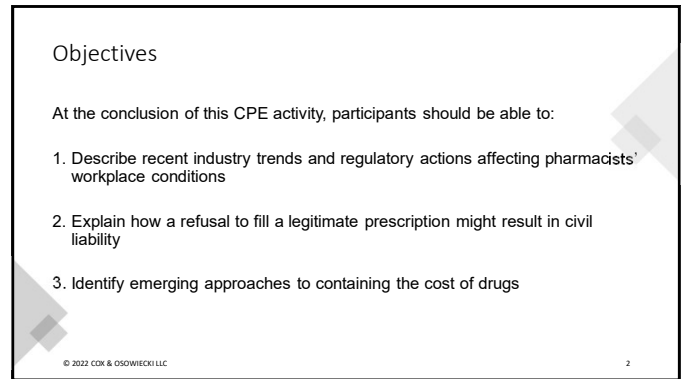 Objectives
At the conclusion of this CPE activity, participants should be able to:
1. Describe recent industry trends and regulatory actions affecting pharmacists’
workplace conditions
2. Explain how a refusal to fill a legitimate prescription might result in civil
liability
3. Identify emerging approaches to containing the cost of drugs
© 2022 COX & OSOWIECKI LLC 2